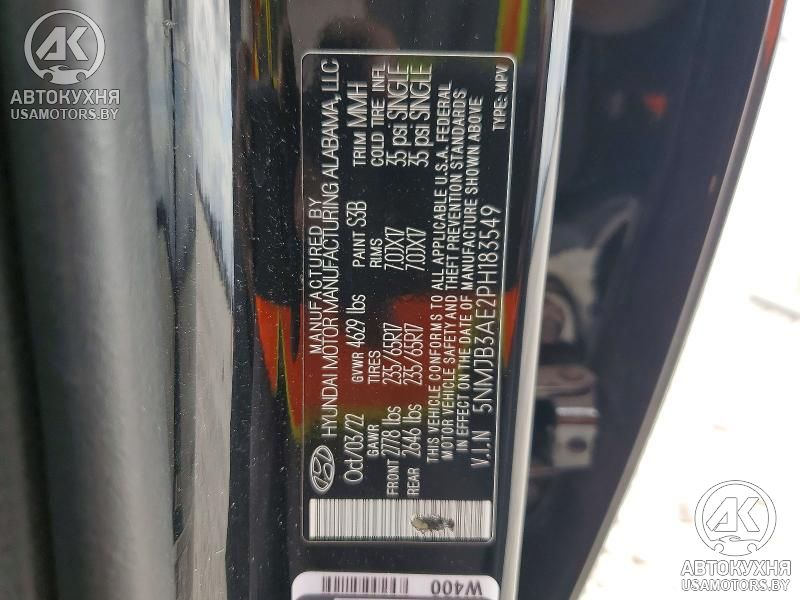 АВТОКУХНЯ
USAMOTORS.BY
MANUFACTURED BY
HYUNDAI MOTOR MANUFACTURING ALABAMA, LLC
Oct/03/22 GVWR 4629 lbs PAINT S3B TRIM MMH
GAWR TIRES RIMS COLD TIRE INFL
FRONT 2778 lbs 235/65R17 7.0JX17 35 psi SINGLE
REAR 2646 lbs 235/65R17 7.0JX17 35 psi SINGLE
THIS VEHICLE CONFORMS TO ALL APPLICABLE U.S.A. FEDERAL
MOTOR VEHICLE SAFETY AND THEFT PREVENTION STANDARDS
IN EFFECT ON THE DATE OF MANUFACTURE SHOWN ABOVE
V.I.N 5NMJB3AE2PH183549 TYPE: MPV
W400
АВТОКУХНЯ
USAMOTORS.BY